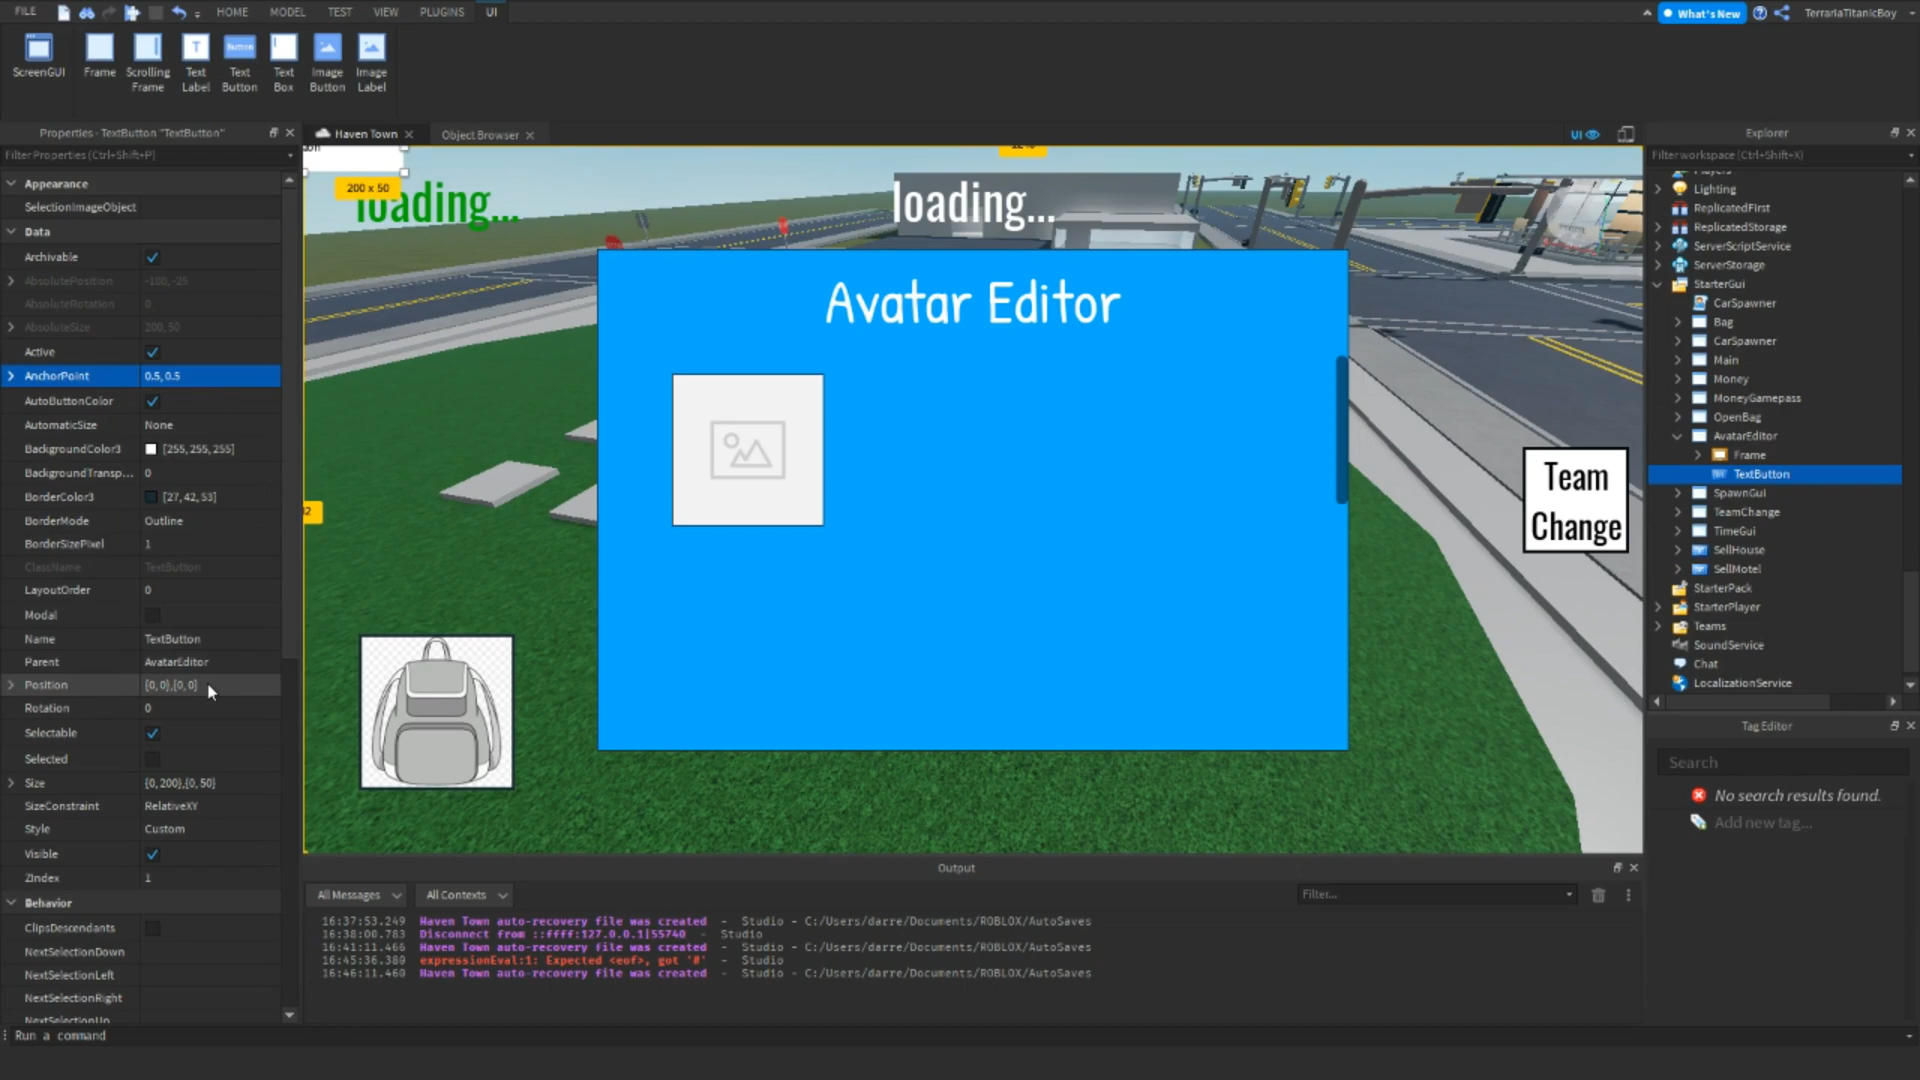 FILE HOME MODEL TEST VIEW PLUGINS UI What's New TerrariaTitanicBoy
ScreenGUI Frame Scrolling Frame Text Label Text Button Text Box Image Button Image Label
Properties - TextButton "TextButton"
Filter Properties (Ctrl+Shift+P)
Appearance
SelectionImageObject
Data
Archivable
AbsolutePosition -100,-25
AbsoluteRotation 0
AbsoluteSize 200, 50
Active
AnchorPoint 0.5, 0.5
AutoButtonColor
AutomaticSize None
BackgroundColor3 [255, 255, 255]
BackgroundTransp... 0
BorderColor3 [27, 42, 53]
BorderMode Outline
BorderSizePixel 1
ClassName TextButton
LayoutOrder 0
Modal
Name TextButton
Parent AvatarEditor
Position {0, 0},{0, 0}
Rotation 0
Selectable
Selected
Size {0, 200},{0, 50}
SizeConstraint RelativeXY
Style Custom
Visible
ZIndex 1
Behavior
ClipsDescendants
NextSelectionDown
NextSelectionLeft
NextSelectionRight
NextSelectionUp
Run a command
Haven Town Object Browser UI
200 x 50
loading...
loading...
Avatar Editor
Team
Change
Output
All Messages All Contexts Filter...
16:37:53.249 Haven Town auto-recovery file was created - Studio - C:/Users/darre/Documents/ROBLOX/AutoSaves
16:38:00.783 Disconnect from ::ffff:127.0.0.1|55740 - Studio
16:41:11.466 Haven Town auto-recovery file was created - Studio - C:/Users/darre/Documents/ROBLOX/AutoSaves
16:45:36.380 expressionEval:1: Expected <eof>, got '#' - Studio
16:46:11.460 Haven Town auto-recovery file was created - Studio - C:/Users/darre/Documents/ROBLOX/AutoSaves
Explorer
Filter workspace (Ctrl+Shift+X)
Players
Lighting
ReplicatedFirst
ReplicatedStorage
ServerScriptService
ServerStorage
StarterGui
CarSpawner
Bag
CarSpawner
Main
Money
MoneyGamepass
OpenBag
AvatarEditor
Frame
TextButton
SpawnGui
TeamChange
TimeGui
SellHouse
SellMotel
StarterPack
StarterPlayer
Teams
SoundService
Chat
LocalizationService
Tag Editor
Search
No search results found.
Add new tag...